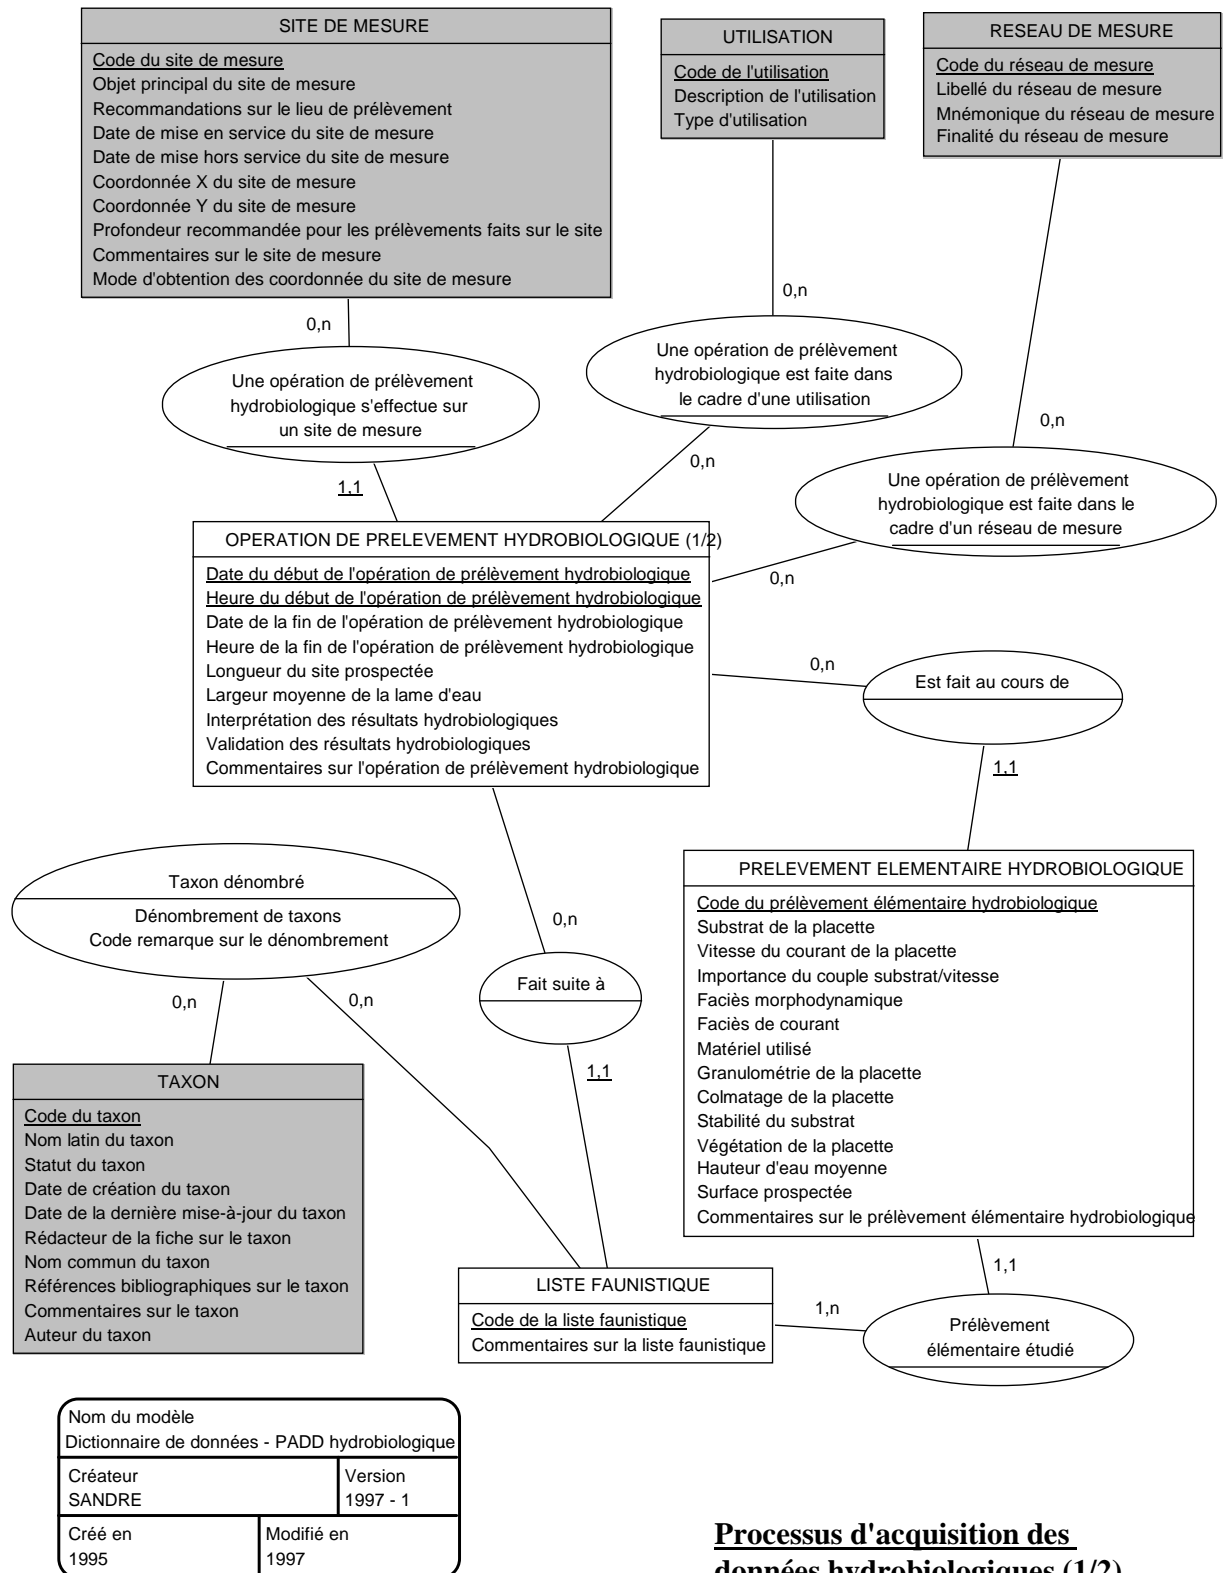 SITE DE MESURE
Code du site de mesure
Objet principal du site de mesure
Recommandations sur le lieu de prélèvement
Date de mise en service du site de mesure
Date de mise hors service du site de mesure
Coordonnée X du site de mesure
Coordonnée Y du site de mesure
Profondeur recommandée pour les prélèvements faits sur le site
Commentaires sur le site de mesure
Mode d'obtention des coordonnée du site de mesure
UTILISATION
Code de l'utilisation
Description de l'utilisation
Type d'utilisation
RESEAU DE MESURE
Code du réseau de mesure
Libellé du réseau de mesure
Mnémonique du réseau de mesure
Finalité du réseau de mesure
0,n
0,n
0,n
Une opération de prélèvement
hydrobiologique s'effectue sur
un site de mesure
Une opération de prélèvement
hydrobiologique est faite dans
le cadre d'une utilisation
Une opération de prélèvement
hydrobiologique est faite dans le
cadre d'un réseau de mesure
1,1
0,n
0,n
OPERATION DE PRELEVEMENT HYDROBIOLOGIQUE (1/2)
Date du début de l'opération de prélèvement hydrobiologique
Heure du début de l'opération de prélèvement hydrobiologique
Date de la fin de l'opération de prélèvement hydrobiologique
Heure de la fin de l'opération de prélèvement hydrobiologique
Longueur du site prospectée
Largeur moyenne de la lame d'eau
Interprétation des résultats hydrobiologiques
Validation des résultats hydrobiologiques
Commentaires sur l'opération de prélèvement hydrobiologique
0,n
Est fait au cours de
1,1
Taxon dénombré
Dénombrement de taxons
Code remarque sur le dénombrement
0,n
0,n
0,n
Fait suite à
1,1
PRELEVEMENT ELEMENTAIRE HYDROBIOLOGIQUE
Code du prélèvement élémentaire hydrobiologique
Substrat de la placette
Vitesse du courant de la placette
Importance du couple substrat/vitesse
Faciès morphodynamique
Faciès de courant
Matériel utilisé
Granulométrie de la placette
Colmatage de la placette
Stabilité du substrat
Végétation de la placette
Hauteur d'eau moyenne
Surface prospectée
Commentaires sur le prélèvement élémentaire hydrobiologique
TAXON
Code du taxon
Nom latin du taxon
Statut du taxon
Date de création du taxon
Date de la dernière mise-à-jour du taxon
Rédacteur de la fiche sur le taxon
Nom commun du taxon
Références bibliographiques sur le taxon
Commentaires sur le taxon
Auteur du taxon
LISTE FAUNISTIQUE
Code de la liste faunistique
Commentaires sur la liste faunistique
1,n
1,1
Prélèvement
élémentaire étudié
Nom du modèle
Dictionnaire de données - PADD hydrobiologique
Créateur
SANDRE
Version
1997 - 1
Créé en
1995
Modifié en
1997
Processus d'acquisition des
données hydrobiologiques (1/2)